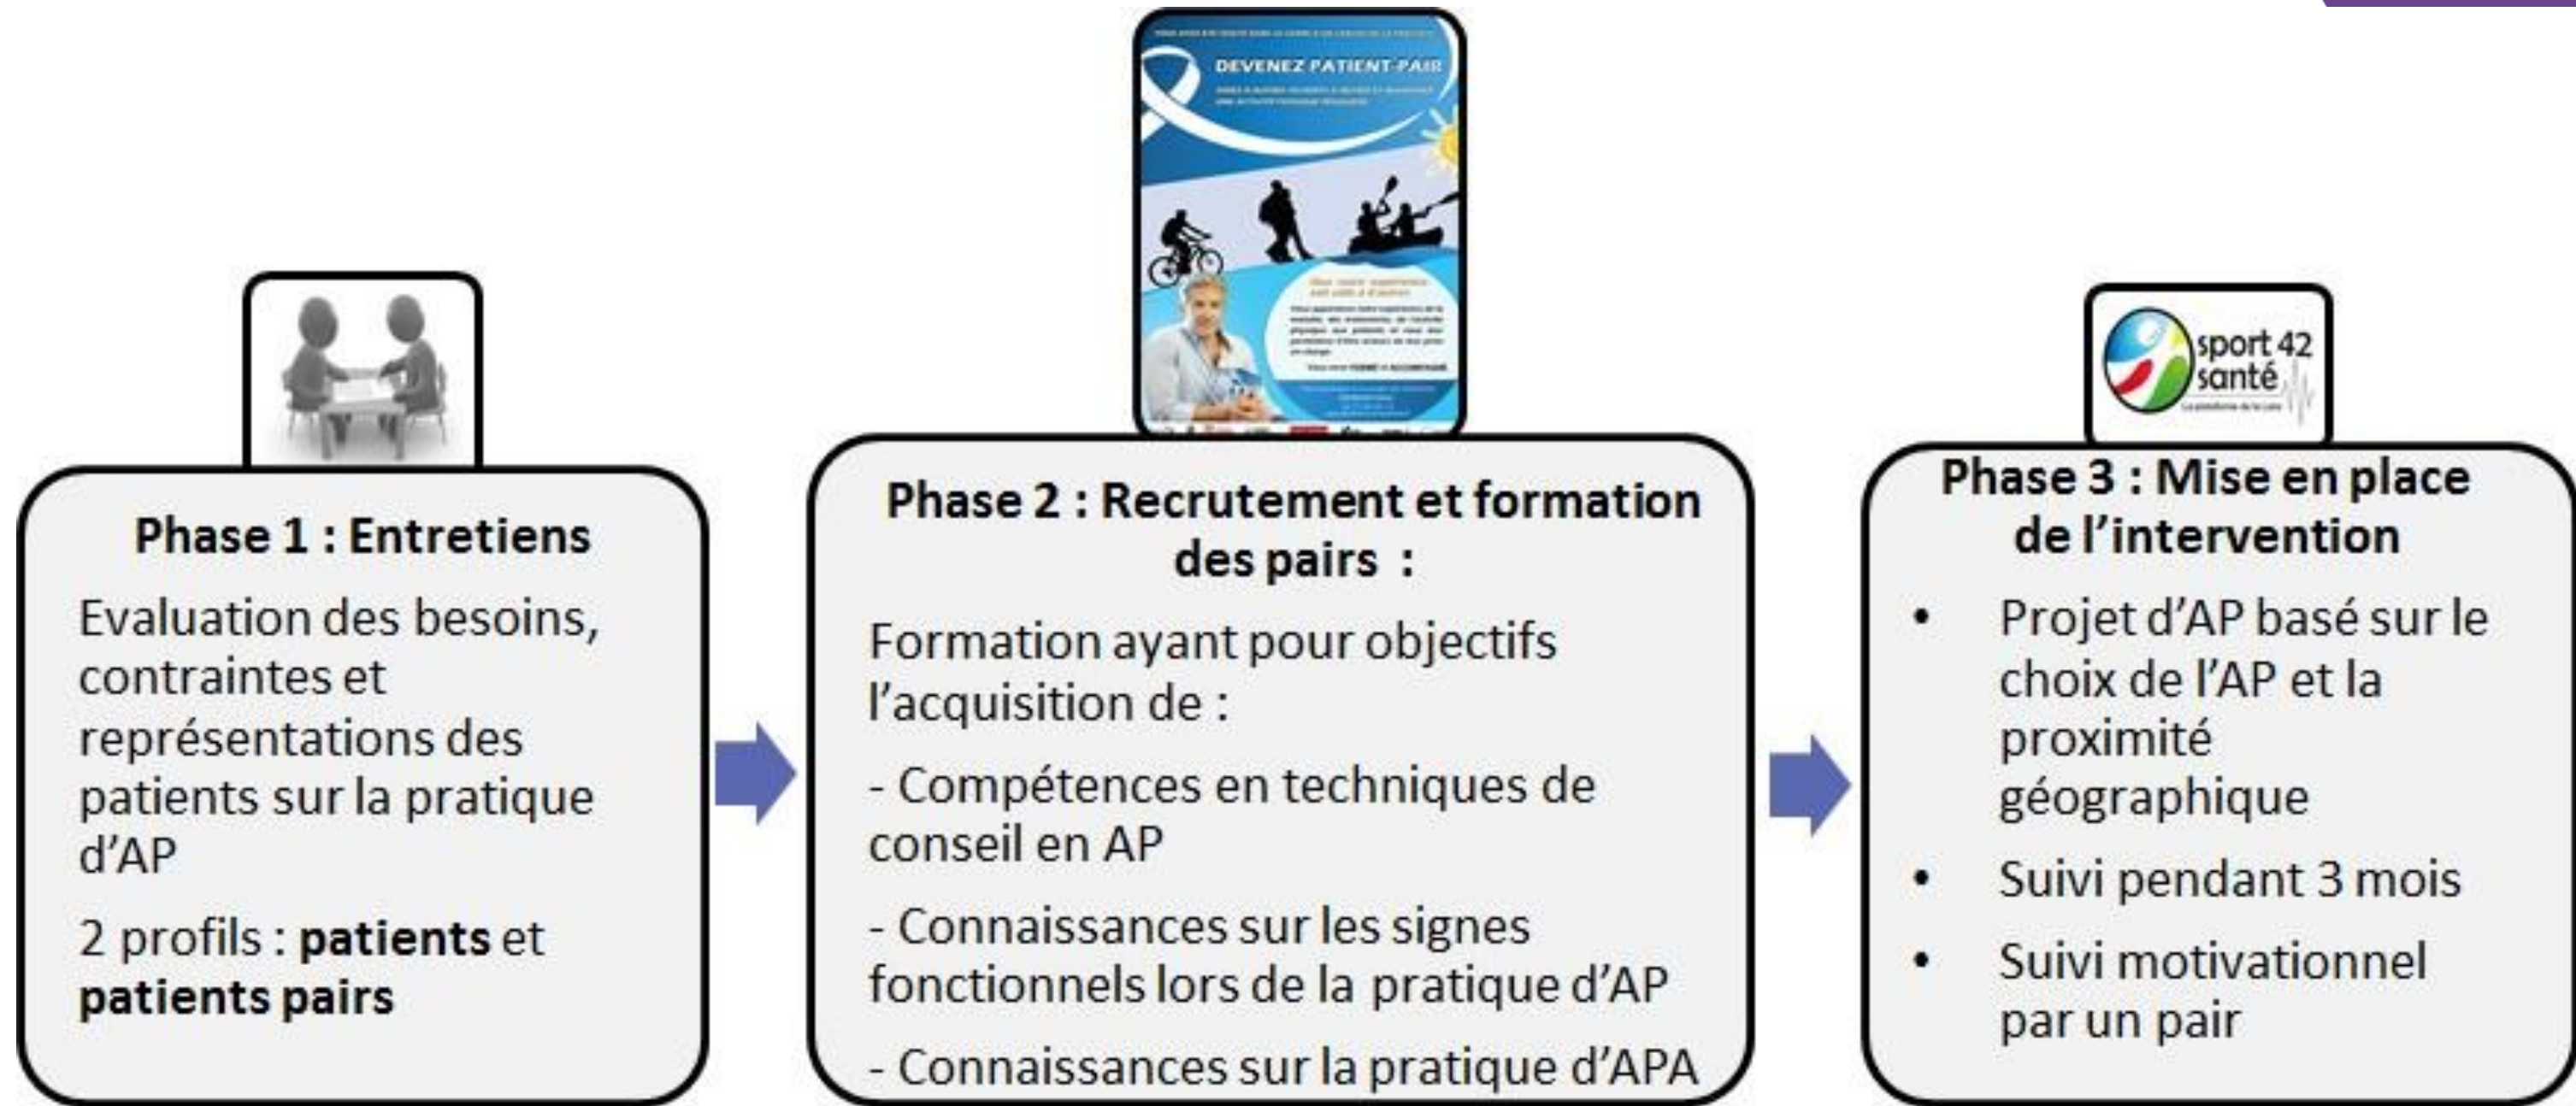 DEVENEZ PATIENT-PAIR
sport 42
santé
Phase 1 : Entretiens
Evaluation des besoins,
contraintes et
représentations des
patients sur la pratique
d’AP
2 profils : patients et
patients pairs
Phase 2 : Recrutement et formation
des pairs :
Formation ayant pour objectifs
l’acquisition de :
- Compétences en techniques de
conseil en AP
- Connaissances sur les signes
fonctionnels lors de la pratique d’AP
- Connaissances sur la pratique d’APA
Phase 3 : Mise en place
de l’intervention
• Projet d’AP basé sur le
choix de l’AP et la
proximité
géographique
• Suivi pendant 3 mois
• Suivi motivationnel
par un pair